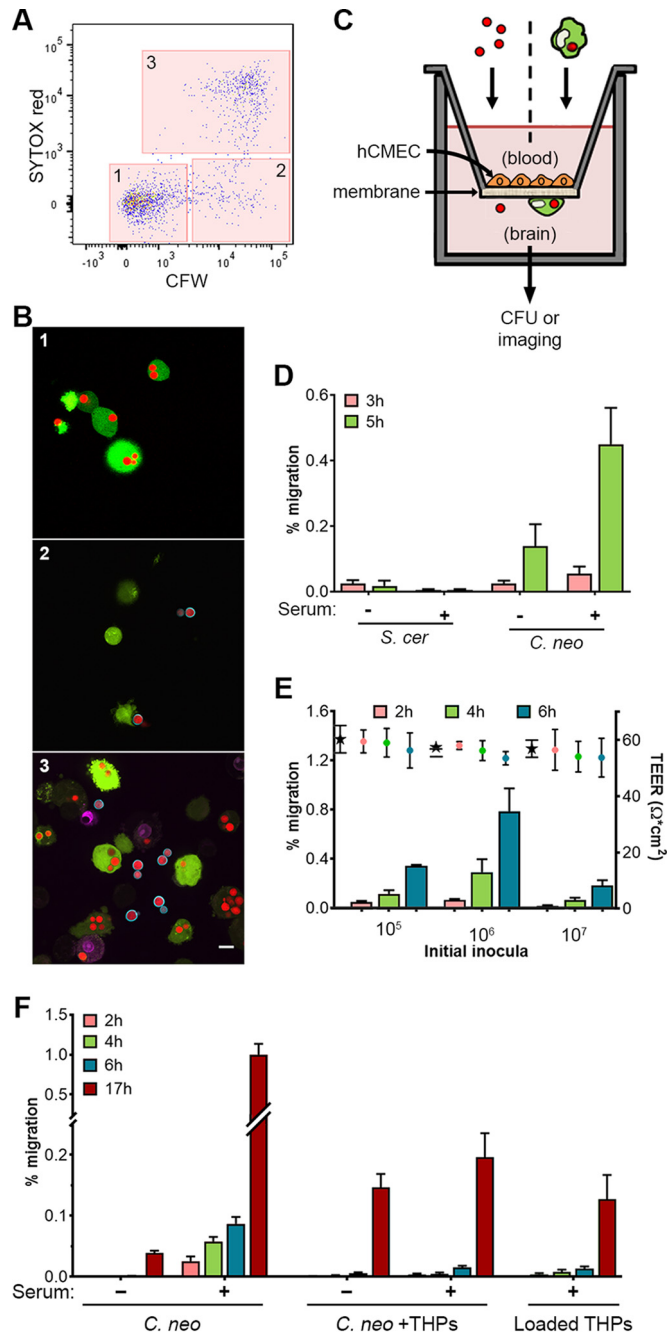 A
SYTOX red
10^5
10^4
10^3
0
3
1
2
-10^3
0
10^3
10^4
10^5
CFW
B
1
2
3
C
hCMEC
membrane
(blood)
(brain)
CFU or
imaging
D
3h
5h
% migration
0.6
0.4
0.2
0.0
Serum:
-
+
-
+
S. cer
C. neo
E
2h
4h
6h
% migration
1.6
1.2
0.8
0.4
0.0
60
40
20
0
TEER (Ω*cm^2)
10^5
10^6
10^7
Initial inocula
F
2h
4h
6h
17h
% migration
1.5
1.0
0.5
0.2
0.1
0.0
Serum:
–
+
–
+
+
C. neo
C. neo +THPs
Loaded THPs